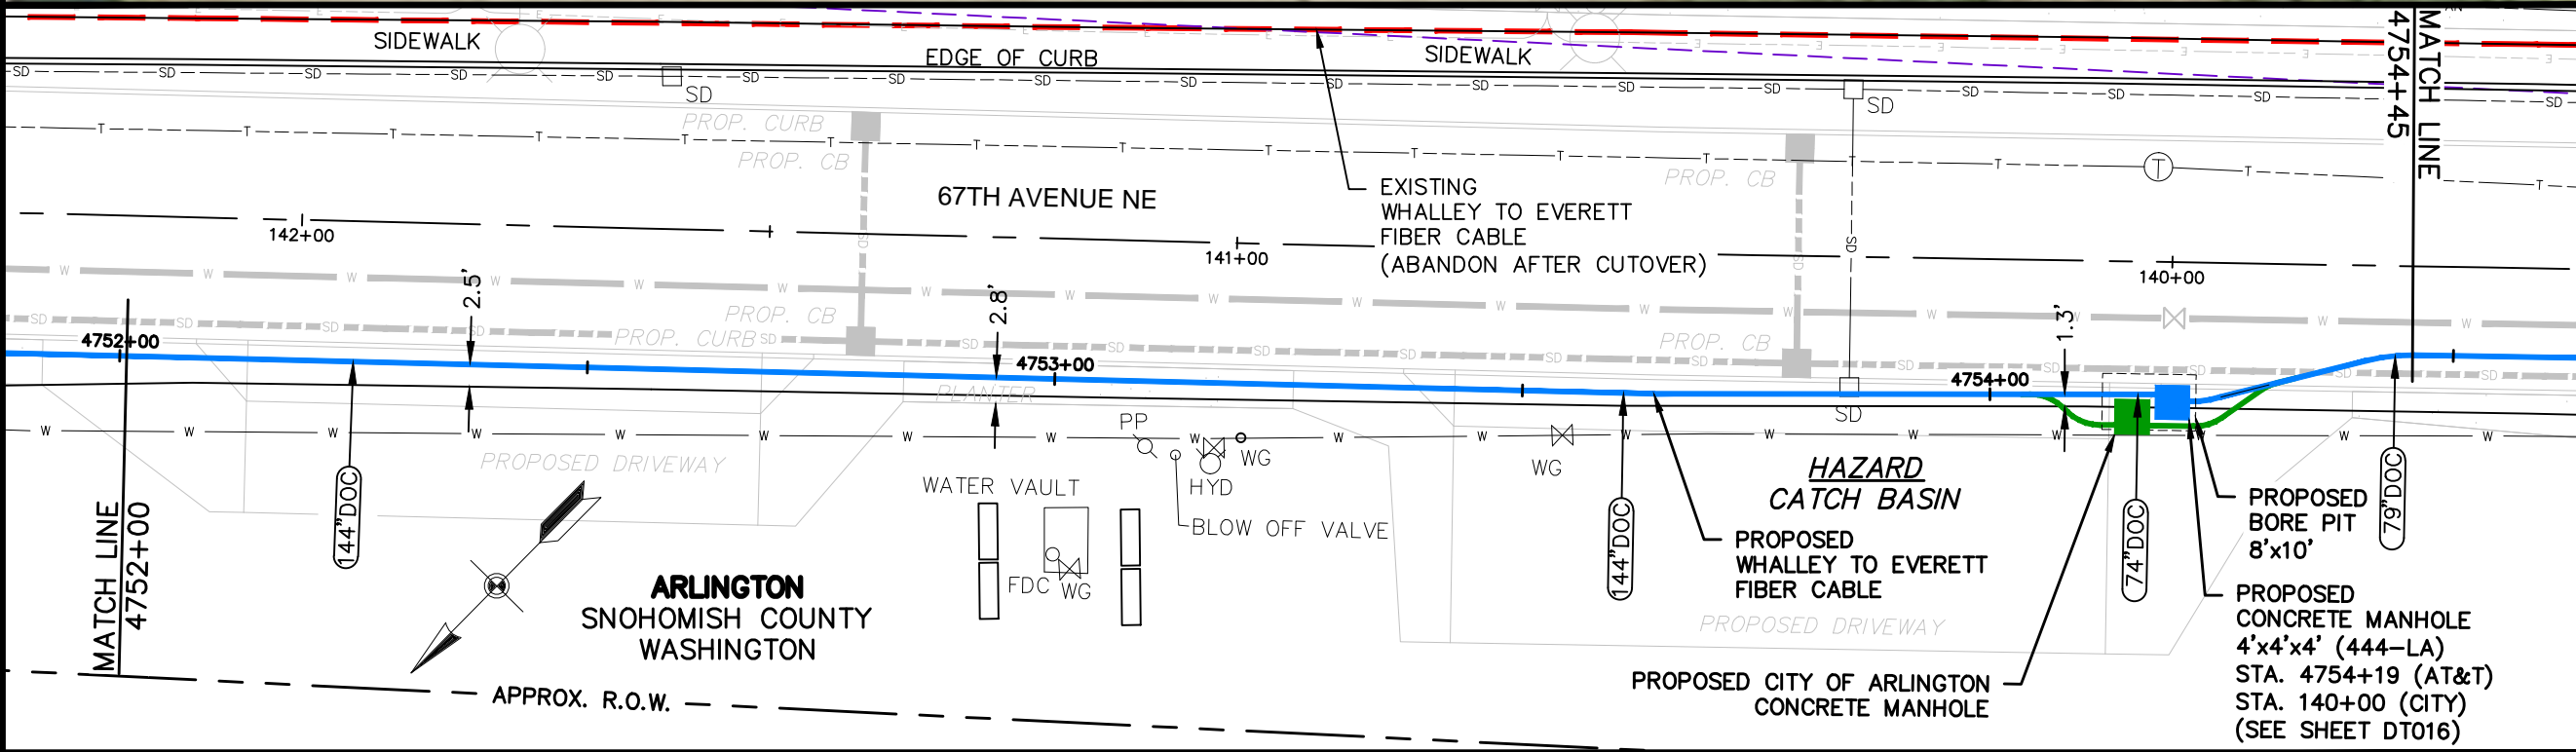 SIDEWALK
EDGE OF CURB
SIDEWALK
MATCH LINE
4754+45
SD
SD
PROP. CURB
PROP. CB
PROP. CB
T
67TH AVENUE NE
EXISTING
WHALLEY TO EVERETT
FIBER CABLE
(ABANDON AFTER CUTOVER)
142+00
141+00
140+00
2.5'
2.8'
1.3'
PROP. CB
PROP. CURB
PROP. CB
4752+00
4753+00
4754+00
PLANTER
SD
PP
WG
HYD
WG
PROPOSED DRIVEWAY
WATER VAULT
BLOW OFF VALVE
FDC
WG
144"DOC
144"DOC
74"DOC
79"DOC
HAZARD
CATCH BASIN
PROPOSED
WHALLEY TO EVERETT
FIBER CABLE
PROPOSED
BORE PIT
8'x10'
PROPOSED
CONCRETE MANHOLE
4'x4'x4' (444-LA)
STA. 4754+19 (AT&T)
STA. 140+00 (CITY)
(SEE SHEET DT016)
PROPOSED DRIVEWAY
PROPOSED CITY OF ARLINGTON
CONCRETE MANHOLE
MATCH LINE
4752+00
ARLINGTON
SNOHOMISH COUNTY
WASHINGTON
APPROX. R.O.W.